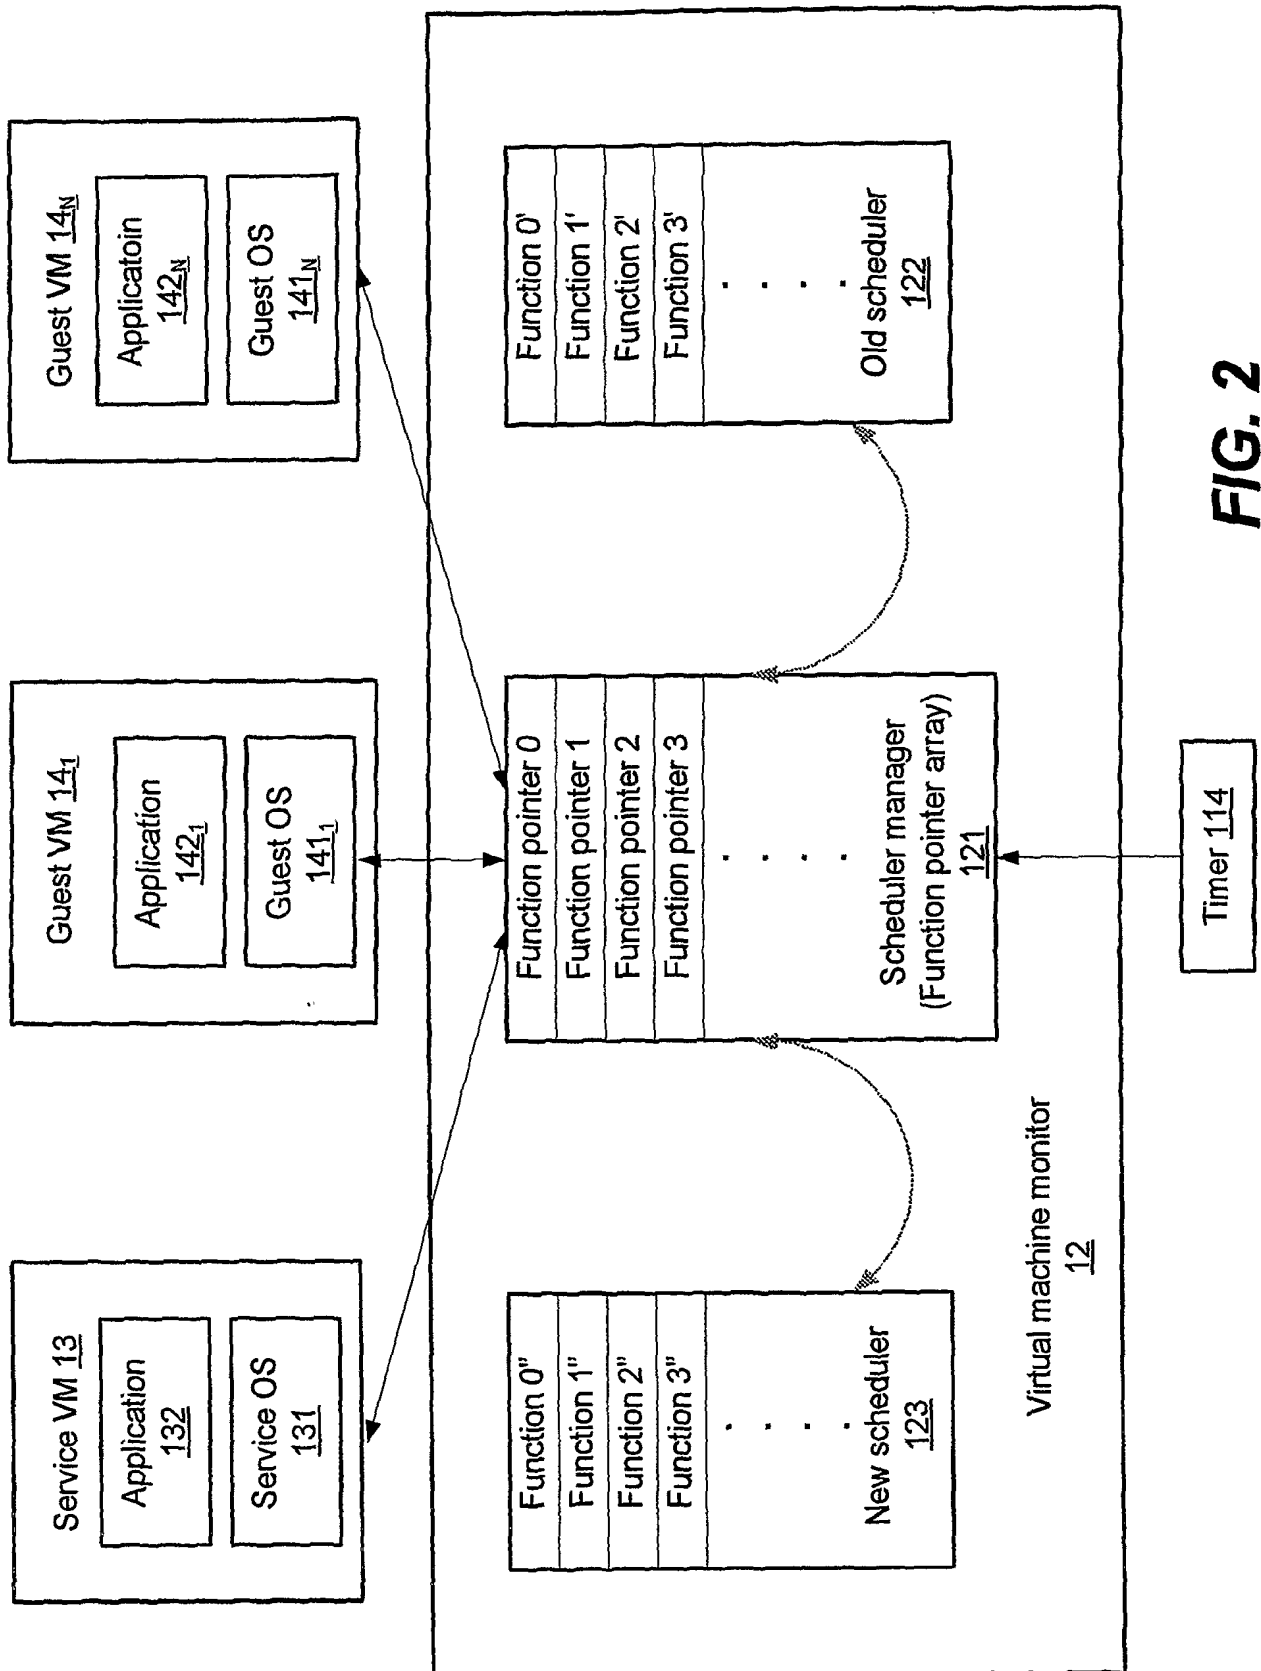 Service VM 13
Application
132
Service OS
131
Guest VM 14₁
Application
142₁
Guest OS
141₁
Guest VM 14N
Applicatoin
142N
Guest OS
141N
Function 0"
Function 1"
Function 2"
Function 3"
. . . .
New scheduler
123
Function pointer 0
Function pointer 1
Function pointer 2
Function pointer 3
. . . .
Scheduler manager
(Function pointer array)
121
Function 0'
Function 1'
Function 2'
Function 3'
. . . .
Old scheduler
122
Virtual machine monitor
12
Timer 114
FIG. 2